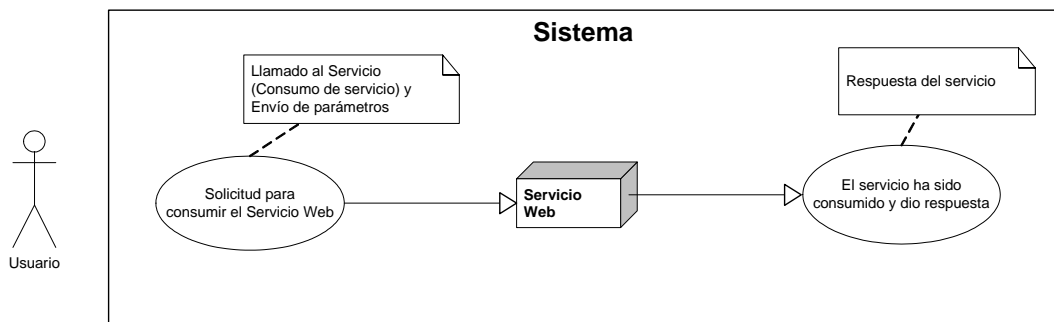 Sistema
Llamado al Servicio
(Consumo de servicio) y
Envío de parámetros
Respuesta del servicio
Solicitud para
consumir el Servicio Web
Servicio
Web
El servicio ha sido
consumido y dio respuesta
Usuario